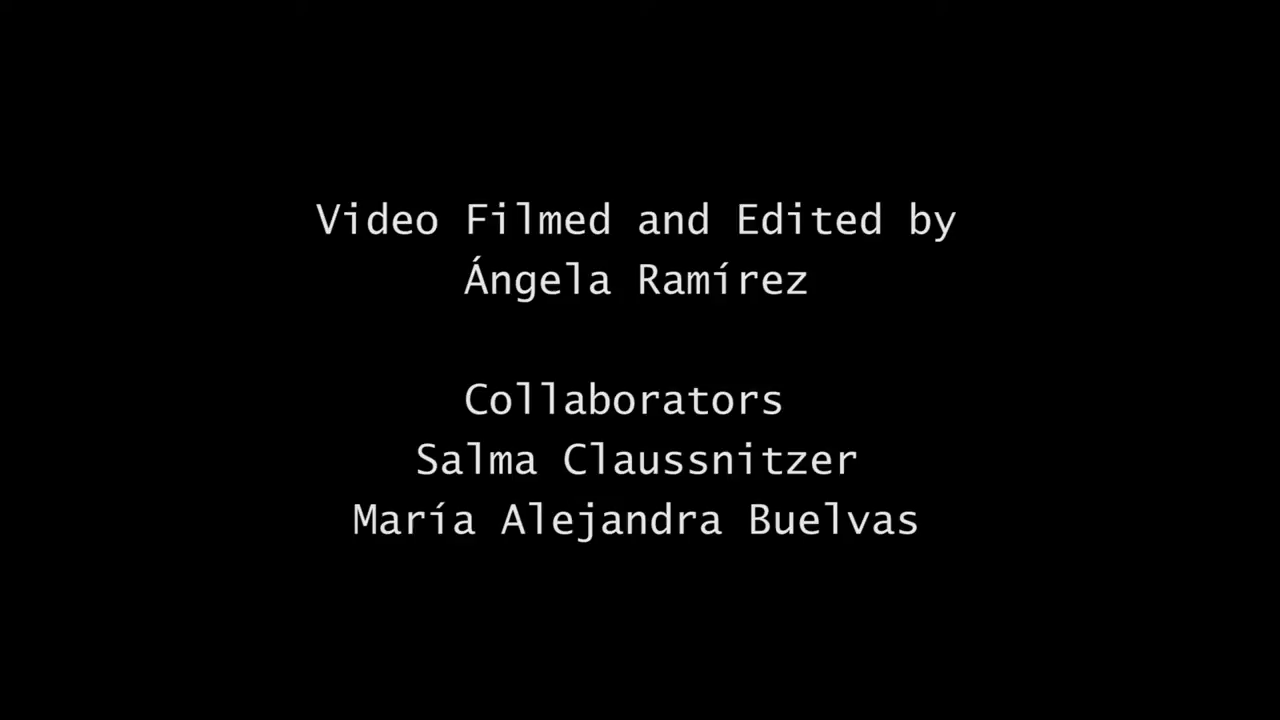 Video Filmed and Edited by
Ángela Ramírez
Collaborators
Salma Claussnitzer
María Alejandra Buelvas